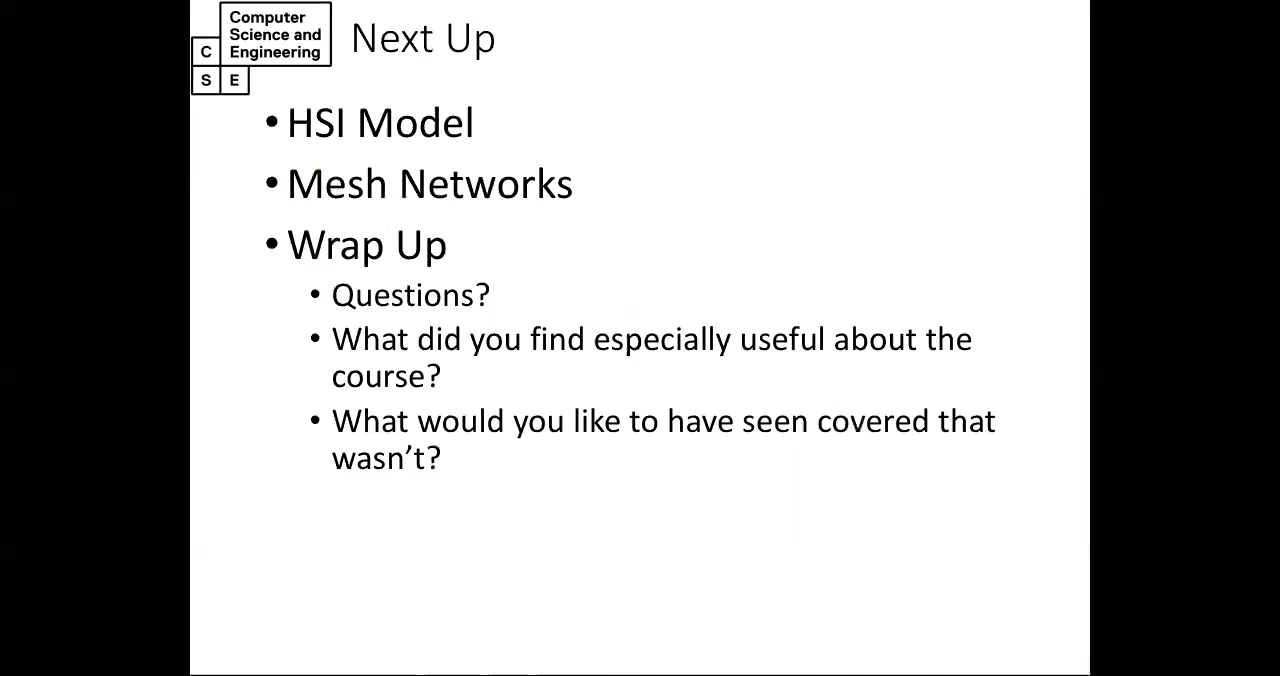 Computer
Science and
Engineering
C
S E
Next Up
• HSI Model
• Mesh Networks
• Wrap Up
• Questions?
• What did you find especially useful about the
course?
• What would you like to have seen covered that
wasn’t?